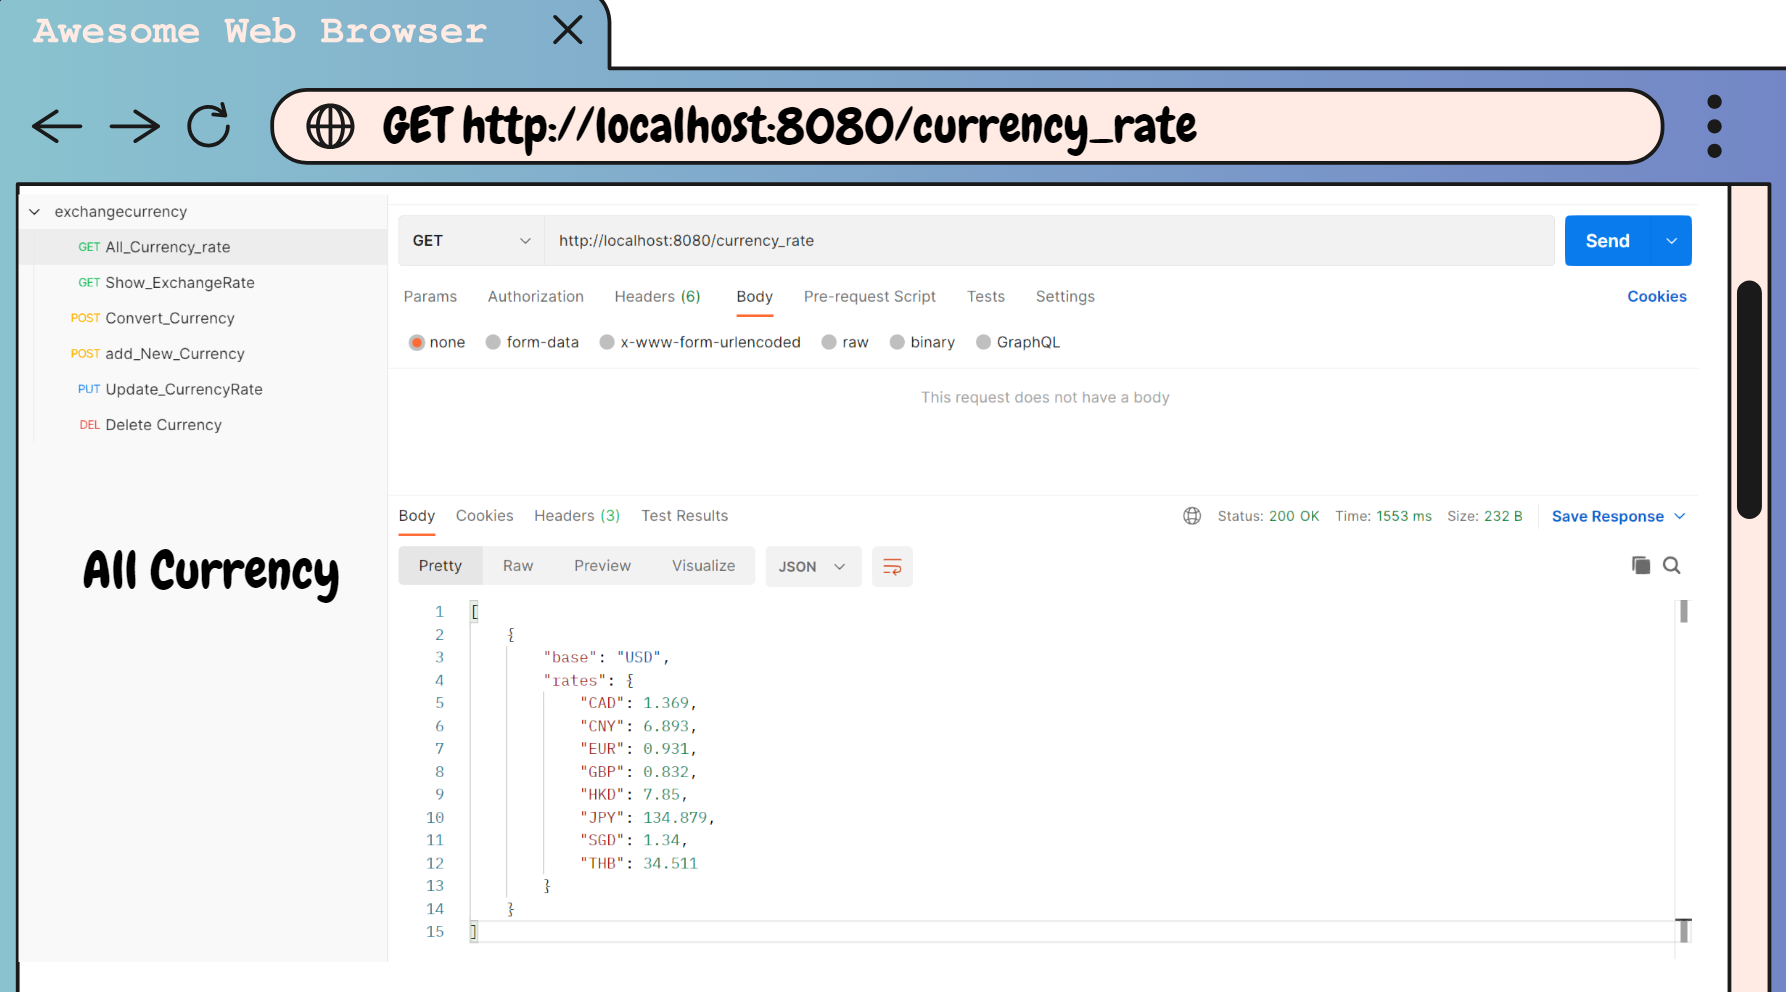 Awesome Web Browser
GET http://localhost:8080/currency_rate
exchangecurrency
GET All_Currency_rate
GET Show_ExchangeRate
POST Convert_Currency
POST add_New_Currency
PUT Update_CurrencyRate
DEL Delete Currency
All Currency
GET http://localhost:8080/currency_rate Send
Params Authorization Headers (6) Body Pre-request Script Tests Settings Cookies
none form-data x-www-form-urlencoded raw binary GraphQL
This request does not have a body
Body Cookies Headers (3) Test Results Status: 200 OK Time: 1553 ms Size: 232 B Save Response
Pretty Raw Preview Visualize JSON
1 [
2 {
3 "base": "USD",
4 "rates": {
5 "CAD": 1.369,
6 "CNY": 6.893,
7 "EUR": 0.931,
8 "GBP": 0.832,
9 "HKD": 7.85,
10 "JPY": 134.879,
11 "SGD": 1.34,
12 "THB": 34.511
13 }
14 }
15 ]